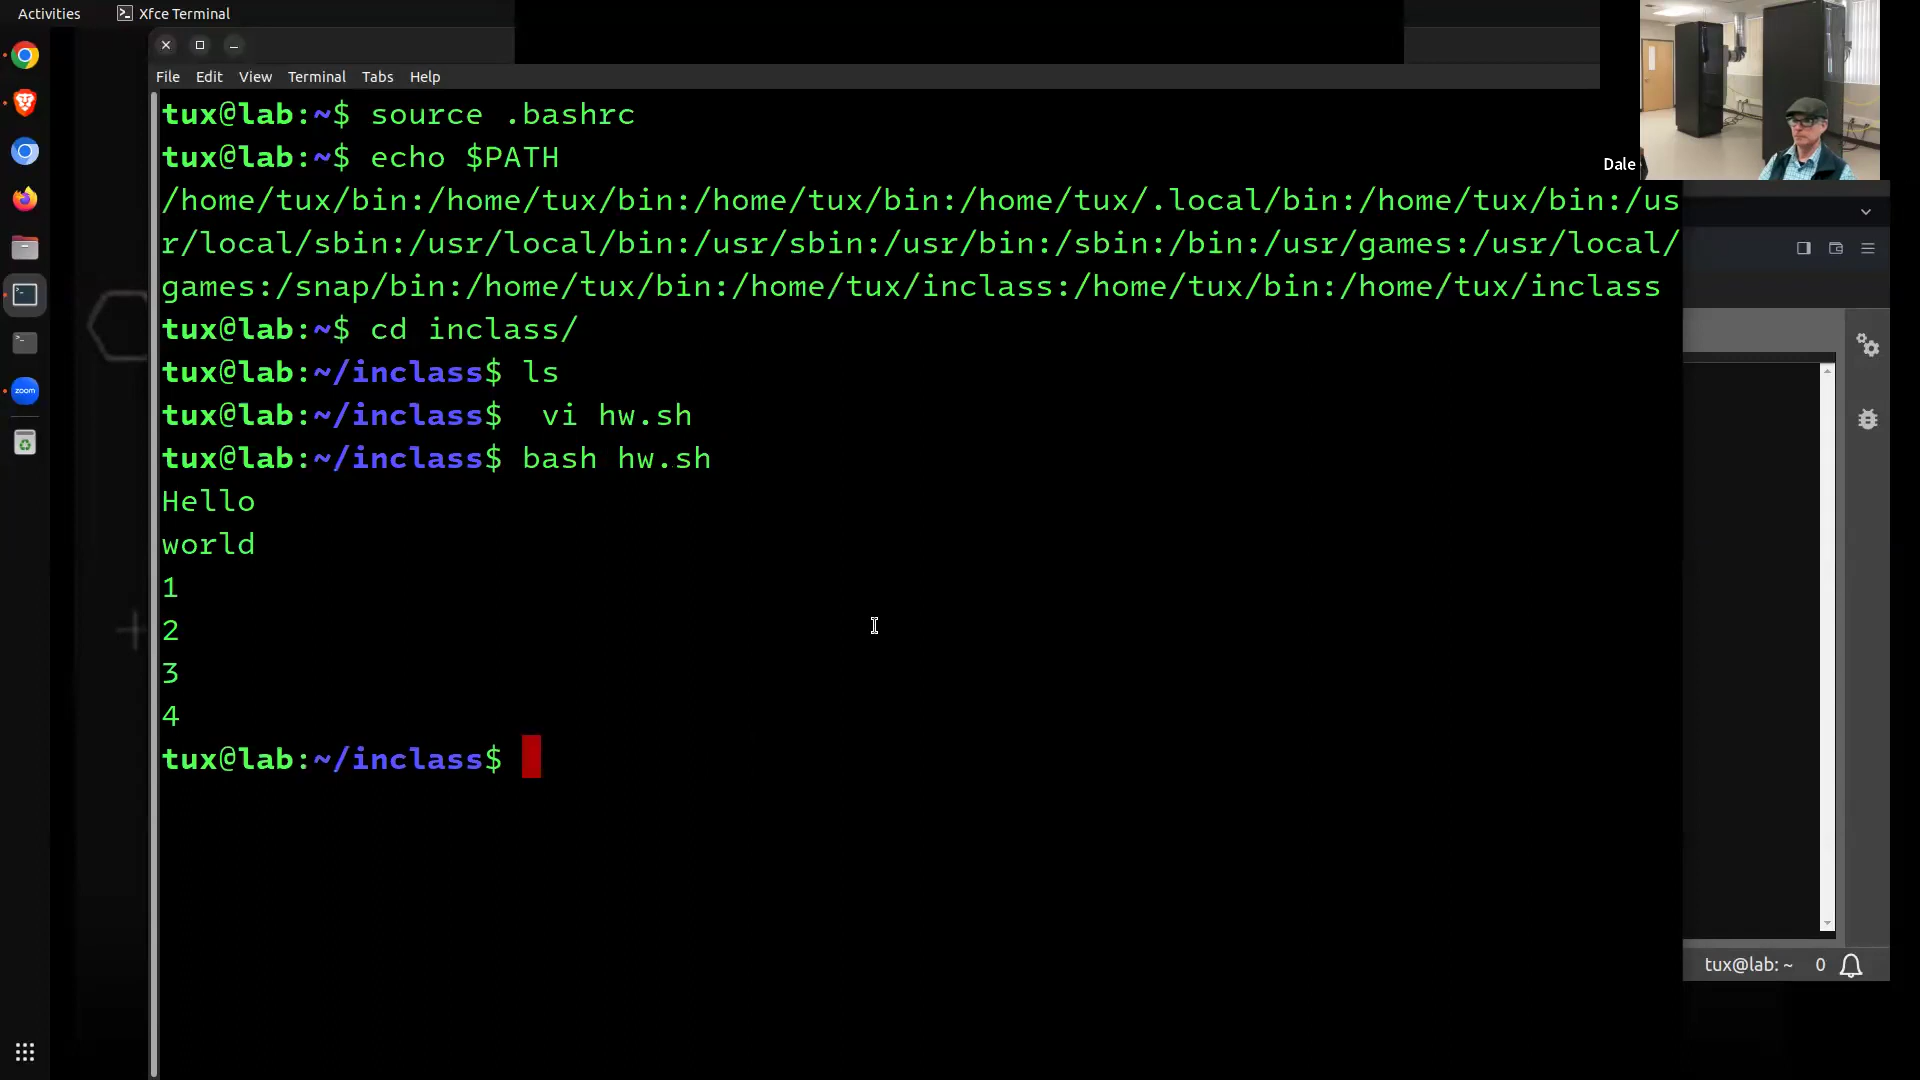 Activities
Xfce Terminal
File Edit View Terminal Tabs Help
tux@lab:~$ source .bashrc
tux@lab:~$ echo $PATH
/home/tux/bin:/home/tux/bin:/home/tux/bin:/home/tux/.local/bin:/home/tux/bin:/us
r/local/sbin:/usr/local/bin:/usr/sbin:/usr/bin:/sbin:/bin:/usr/games:/usr/local/
games:/snap/bin:/home/tux/bin:/home/tux/inclass:/home/tux/bin:/home/tux/inclass
tux@lab:~$ cd inclass/
tux@lab:~/inclass$ ls
tux@lab:~/inclass$  vi hw.sh
tux@lab:~/inclass$ bash hw.sh
Hello
world
1
2
3
4
tux@lab:~/inclass$
Dale
zoom
tux@lab: ~ 0